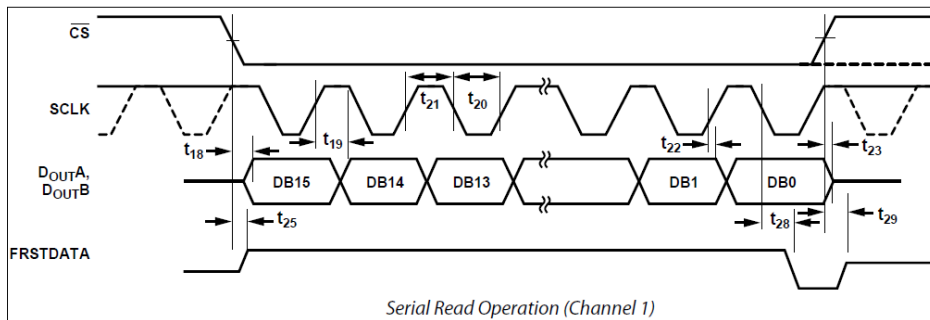 CS
SCLK
t21
t20
t18
t19
t22
t23
DOUTA,
DOUTB
DB15
DB14
DB13
DB1
DB0
t25
t28
t29
FRSTDATA
Serial Read Operation (Channel 1)